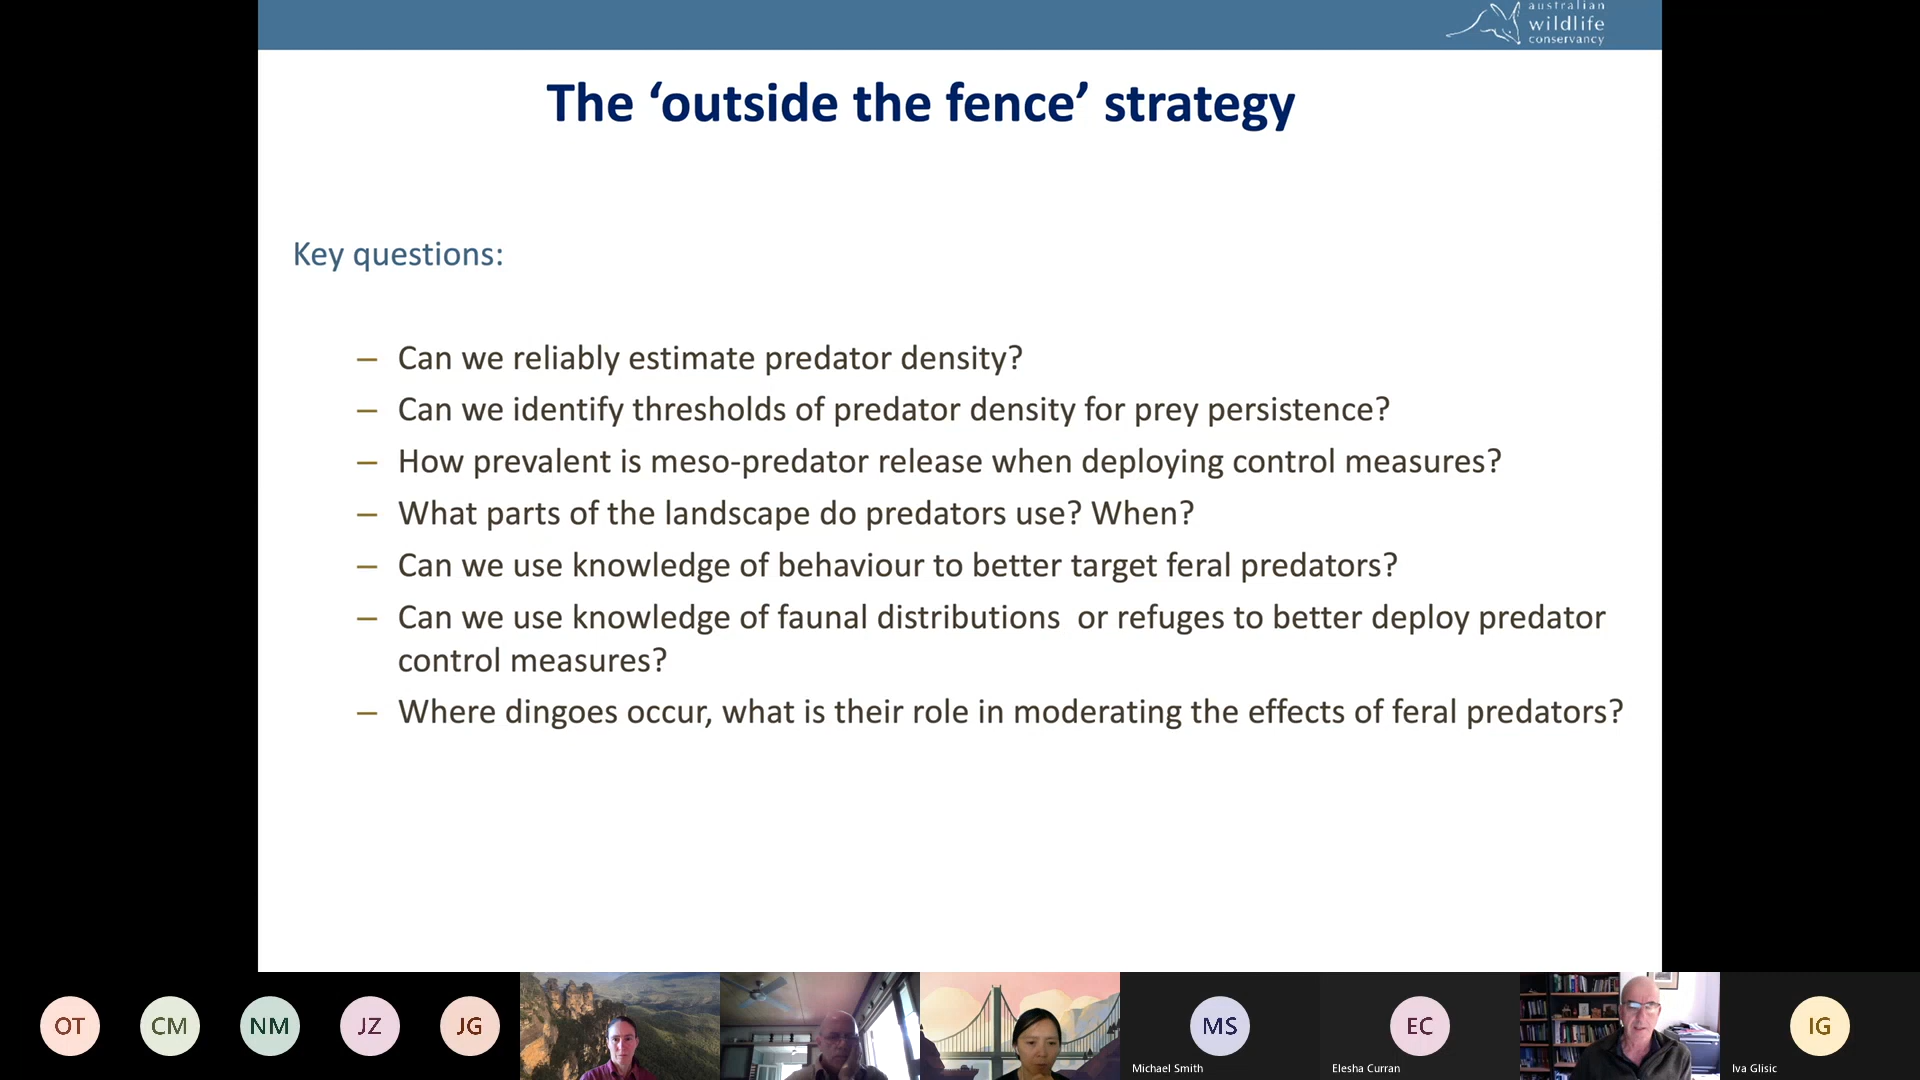 australian
wildlife
conservancy
The ‘outside the fence’ strategy
Key questions:
– Can we reliably estimate predator density?
– Can we identify thresholds of predator density for prey persistence?
– How prevalent is meso-predator release when deploying control measures?
– What parts of the landscape do predators use? When?
– Can we use knowledge of behaviour to better target feral predators?
– Can we use knowledge of faunal distributions  or refuges to better deploy predator
control measures?
– Where dingoes occur, what is their role in moderating the effects of feral predators?
OT
CM
NM
JZ
JG
MS
Michael Smith
EC
Elesha Curran
IG
Iva Glisic